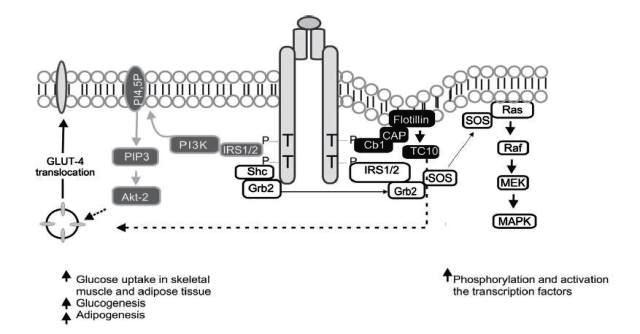 PI4,5P
Flotillin
SOS
Ras
P
T
T
P
CAP
Cb1
TC10
PI3K
IRS1/2
Raf
GLUT-4
translocation
PIP3
P
T
T
P
Shc
IRS1/2
SOS
MEK
Akt-2
Grb2
Grb2
MAPK
Glucose uptake in skeletal
muscle and adipose tissue
Glucogenesis
Adipogenesis
Phosphorylation and activation
the transcription factors